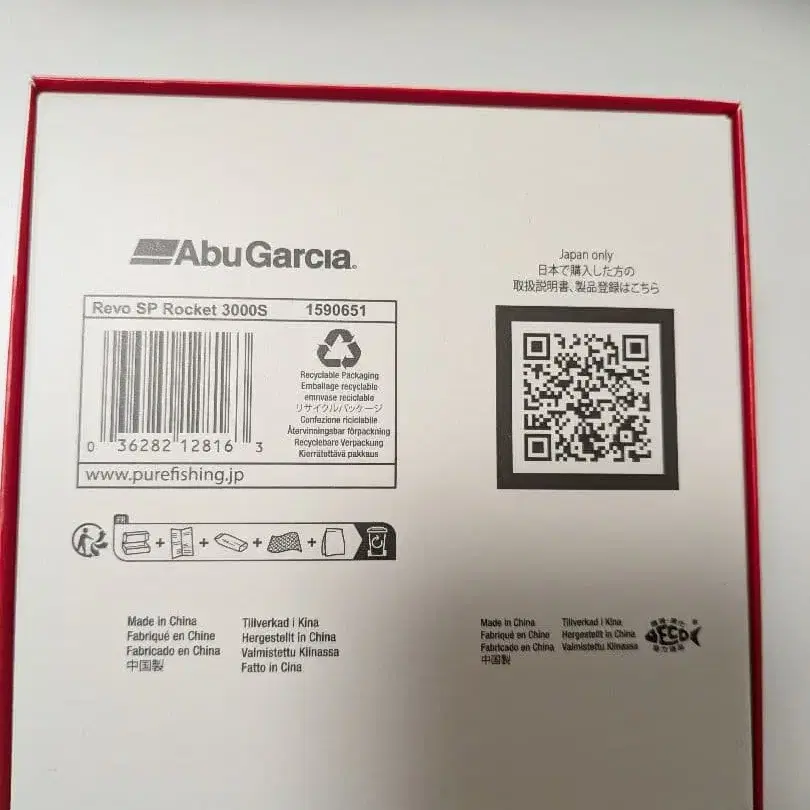 AbuGarcia
Revo SP Rocket 3000S 1590651
Recyclable Packaging
Emballage recyclable
emnvase reciclable
リサイクルパッケージ
Confezione riciclabile
Återvinningsbar förpackning
Recyclebare Verpackung
Kierrätettävä pakkaus
0 36282 12816 3
www.purefishing.jp
FR
Made in China
Fabriqué en Chine
Fabricado en China
中国製
Tillverkad i Kina
Hergestellt in China
Valmistettu Kiinassa
Fatto in Cina
Japan only
日本で購入した方の
取扱説明書、製品登録はこちら
Made in China
Fabriqué en Chine
Fabricado en China
中国製
Tillverkad i Kina
Hergestellt in China
Valmistettu Kiinassa
ECO